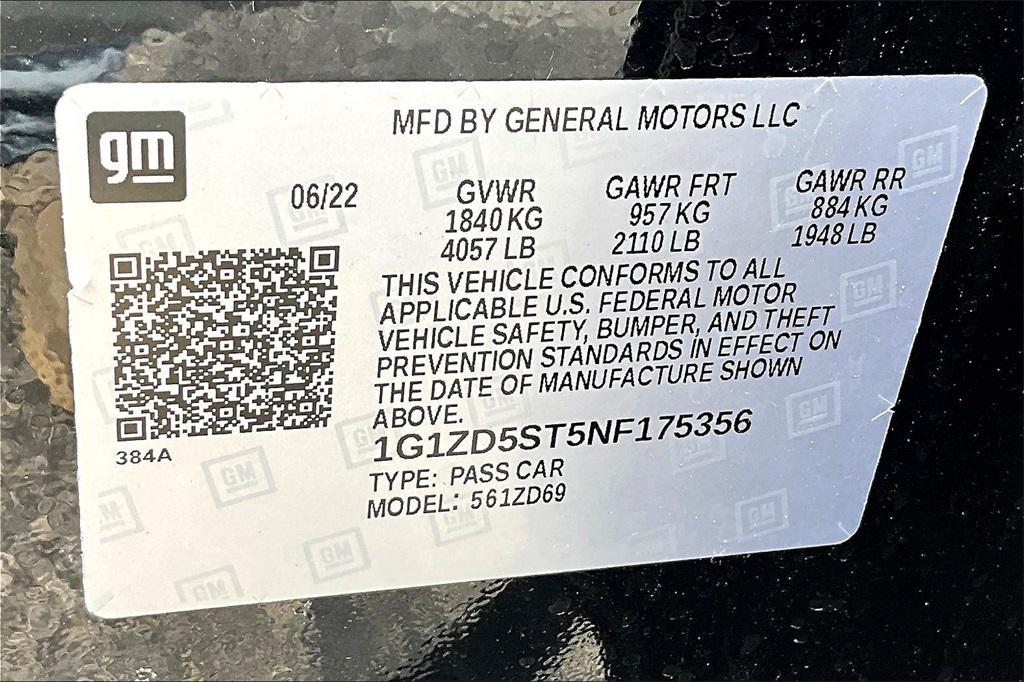 gm
MFD BY GENERAL MOTORS LLC
06/22
GVWR
1840 KG
4057 LB
GAWR FRT
957 KG
2110 LB
GAWR RR
884 KG
1948 LB
THIS VEHICLE CONFORMS TO ALL
APPLICABLE U.S. FEDERAL MOTOR
VEHICLE SAFETY, BUMPER, AND THEFT
PREVENTION STANDARDS IN EFFECT ON
THE DATE OF MANUFACTURE SHOWN
ABOVE.
384A
1G1ZD5ST5NF175356
TYPE: PASS CAR
MODEL: 561ZD69